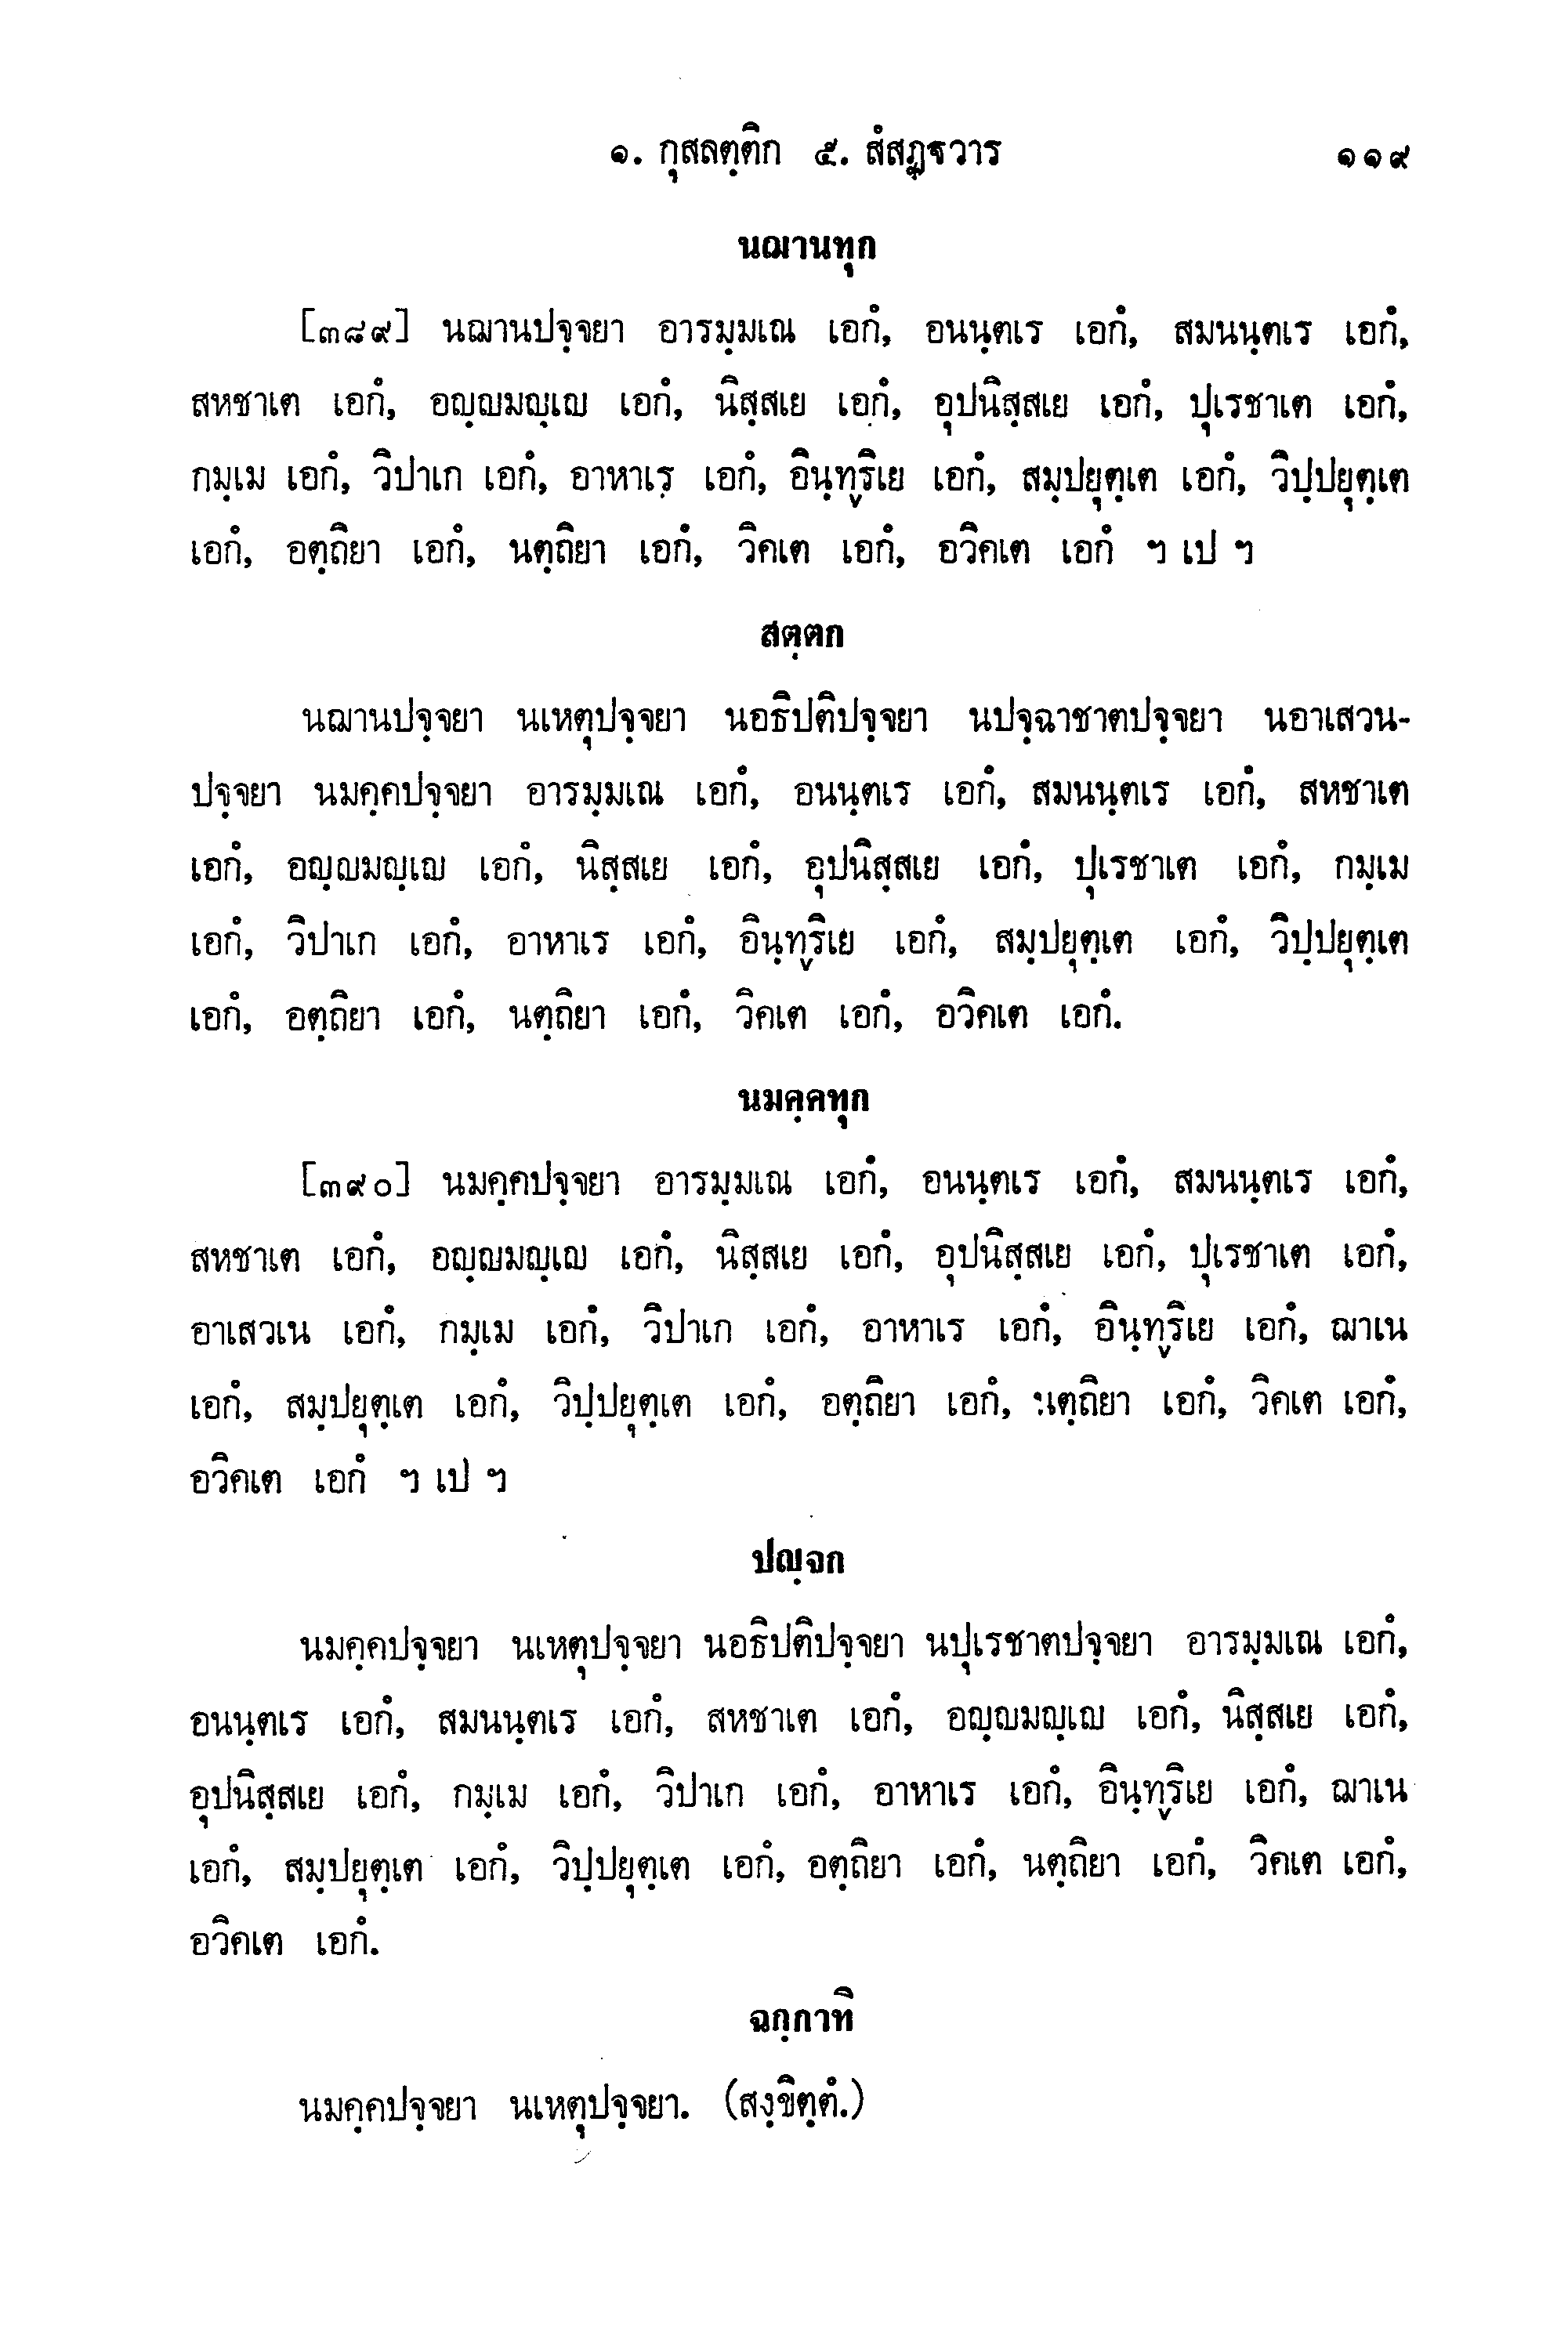 ๑. กุสลตฺติก ๕. สํสฏฺฐวาร ๑๑๙
นฌานทุก
[๓๘๙] นฌานปจฺจยา อารมฺมเณ เอกํ, อนนฺตเร เอกํ, สมนนฺตเร เอกํ,
สหชาเต เอกํ, อญฺญมญฺเญ เอกํ, นิสฺสเย เอกํ, อุปนิสฺสเย เอกํ, ปุเรชาเต เอกํ,
กมฺเม เอกํ, วิปาเก เอกํ, อาหาเร เอกํ, อินฺทฺริเย เอกํ, สมฺปยุตฺเต เอกํ, วิปฺปยุตฺเต
เอกํ, อตฺถิยา เอกํ, นตฺถิยา เอกํ, วิคเต เอกํ, อวิคเต เอกํ ฯ เป ฯ
สตฺตก
นฌานปจฺจยา นเหตุปจฺจยา นอธิปติปจฺจยา นปจฺฉาชาตปจฺจยา นอาเสวน-
ปจฺจยา นมคฺคปจฺจยา อารมฺมเณ เอกํ, อนนฺตเร เอกํ, สมนนฺตเร เอกํ, สหชาเต
เอกํ, อญฺญมญฺเญ เอกํ, นิสฺสเย เอกํ, อุปนิสฺสเย เอกํ, ปุเรชาเต เอกํ, กมฺเม
เอกํ, วิปาเก เอกํ, อาหาเร เอกํ, อินฺทฺริเย เอกํ, สมฺปยุตฺเต เอกํ, วิปฺปยุตฺเต
เอกํ, อตฺถิยา เอกํ, นตฺถิยา เอกํ, วิคเต เอกํ, อวิคเต เอกํ.
นมคฺคทุก
[๓๙๐] นมคฺคปจฺจยา อารมฺมเณ เอกํ, อนนฺตเร เอกํ, สมนนฺตเร เอกํ,
สหชาเต เอกํ, อญฺญมญฺเญ เอกํ, นิสฺสเย เอกํ, อุปนิสฺสเย เอกํ, ปุเรชาเต เอกํ,
อาเสวเน เอกํ, กมฺเม เอกํ, วิปาเก เอกํ, อาหาเร เอกํ, อินฺทฺริเย เอกํ, ฌาเน
เอกํ, สมฺปยุตฺเต เอกํ, วิปฺปยุตฺเต เอกํ, อตฺถิยา เอกํ, นตฺถิยา เอกํ, วิคเต เอกํ,
อวิคเต เอกํ ฯ เป ฯ
ปญฺจก
นมคฺคปจฺจยา นเหตุปจฺจยา นอธิปติปจฺจยา นปุเรชาตปจฺจยา อารมฺมเณ เอกํ,
อนนฺตเร เอกํ, สมนนฺตเร เอกํ, สหชาเต เอกํ, อญฺญมญฺเญ เอกํ, นิสฺสเย เอกํ,
อุปนิสฺสเย เอกํ, กมฺเม เอกํ, วิปาเก เอกํ, อาหาเร เอกํ, อินฺทฺริเย เอกํ, ฌาเน
เอกํ, สมฺปยุตฺเต เอกํ, วิปฺปยุตฺเต เอกํ, อตฺถิยา เอกํ, นตฺถิยา เอกํ, วิคเต เอกํ,
อวิคเต เอกํ.
ฉกฺกาทิ
นมคฺคปจฺจยา นเหตุปจฺจยา. (สงฺขิตฺตํ.)